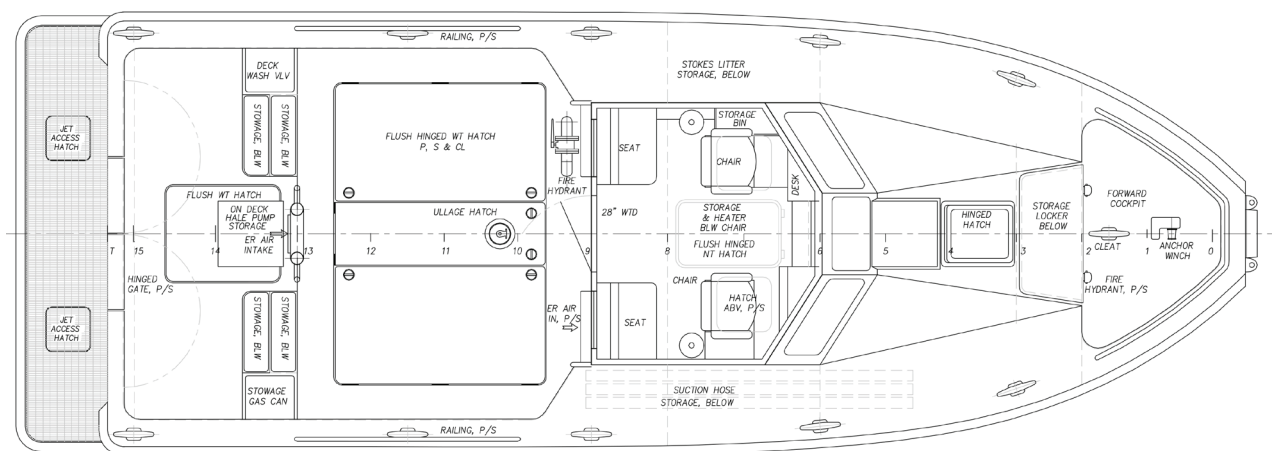 RAILING, P/S
DECK
WASH VLV
STOKES LITTER
STORAGE, BELOW
STOWAGE, BLW
STOWAGE, BLW
JET
ACCESS
HATCH
FLUSH HINGED WT HATCH
P, S & CL
STORAGE
BIN
SEAT
CHAIR
DESK
FIRE
HYDRANT
FLUSH WT HATCH
ON DECK
HALE PUMP
STORAGE
ER AIR
INTAKE
ULLAGE HATCH
28" WTD
STORAGE
& HEATER
BLW CHAIR
FLUSH HINGED
NT HATCH
HINGED
HATCH
STORAGE
LOCKER
BELOW
FORWARD
COCKPIT
CLEAT
ANCHOR
WINCH
T 15 14 13 12 11 10 9 8 7 6 5 4 3 2 1 0
HINGED
GATE, P/S
FIRE
HYDRANT, P/S
CHAIR
HATCH
ABV, P/S
ER AIR
IN, P/S
SEAT
JET
ACCESS
HATCH
STOWAGE, BLW
STOWAGE, BLW
STOWAGE
GAS CAN
SUCTION HOSE
STORAGE, BELOW
RAILING, P/S